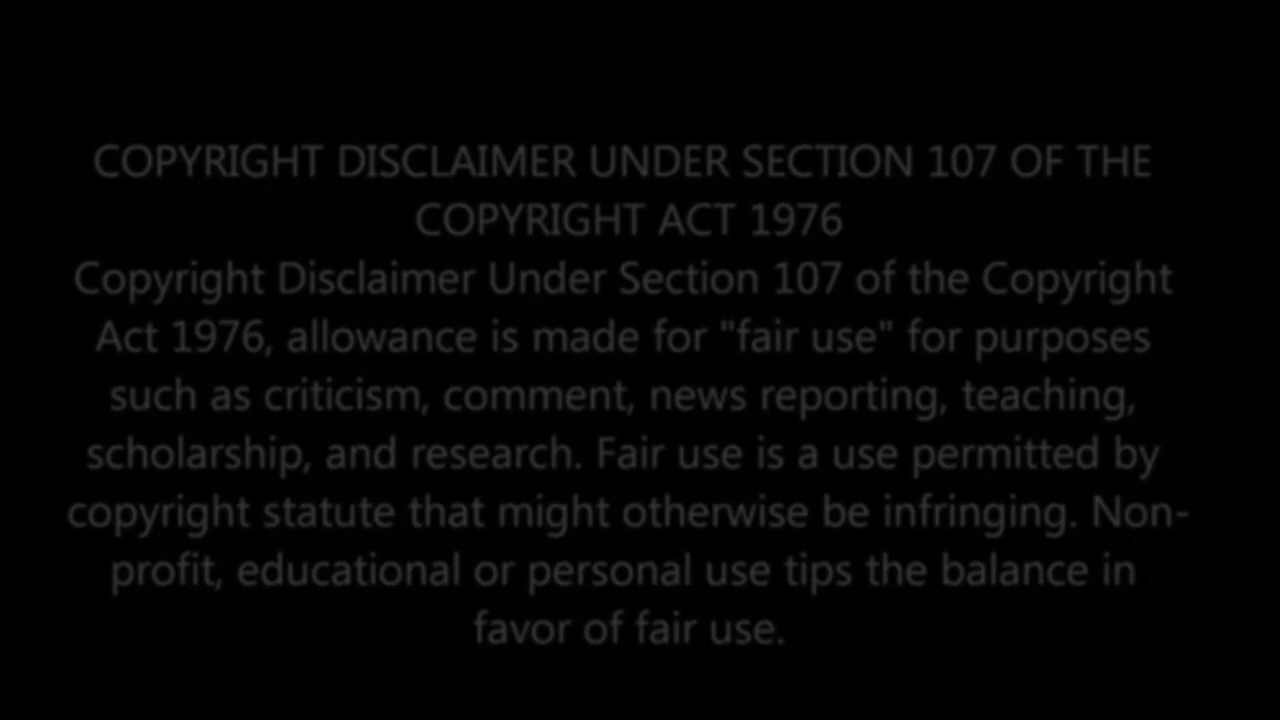 COPYRIGHT DISCLAIMER UNDER SECTION 107 OF THE
COPYRIGHT ACT 1976
Copyright Disclaimer Under Section 107 of the Copyright
Act 1976, allowance is made for "fair use" for purposes
such as criticism, comment, news reporting, teaching,
scholarship, and research. Fair use is a use permitted by
copyright statute that might otherwise be infringing. Non-
profit, educational or personal use tips the balance in
favor of fair use.